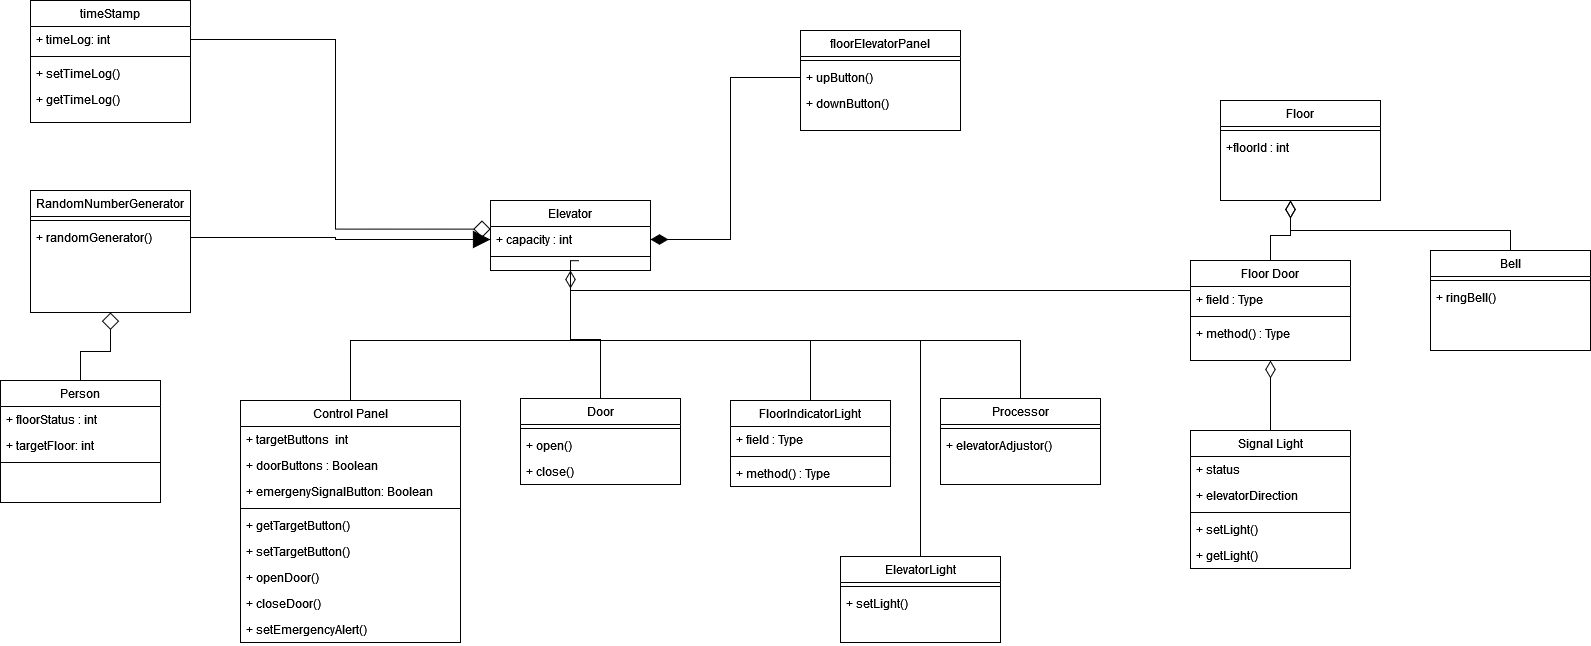 timeStamp
+ timeLog: int
+ setTimeLog()
+ getTimeLog()
floorElevatorPanel
+ upButton()
+ downButton()
Floor
+floorId : int
RandomNumberGenerator
+ randomGenerator()
Elevator
+ capacity : int
Floor Door
+ field : Type
+ method() : Type
Bell
+ ringBell()
Person
+ floorStatus : int
+ targetFloor: int
Control Panel
+ targetButtons  int
+ doorButtons : Boolean
+ emergenySignalButton: Boolean
+ getTargetButton()
+ setTargetButton()
+ openDoor()
+ closeDoor()
+ setEmergencyAlert()
Door
+ open()
+ close()
FloorIndicatorLight
+ field : Type
+ method() : Type
Processor
+ elevatorAdjustor()
ElevatorLight
+ setLight()
Signal Light
+ status
+ elevatorDirection
+ setLight()
+ getLight()